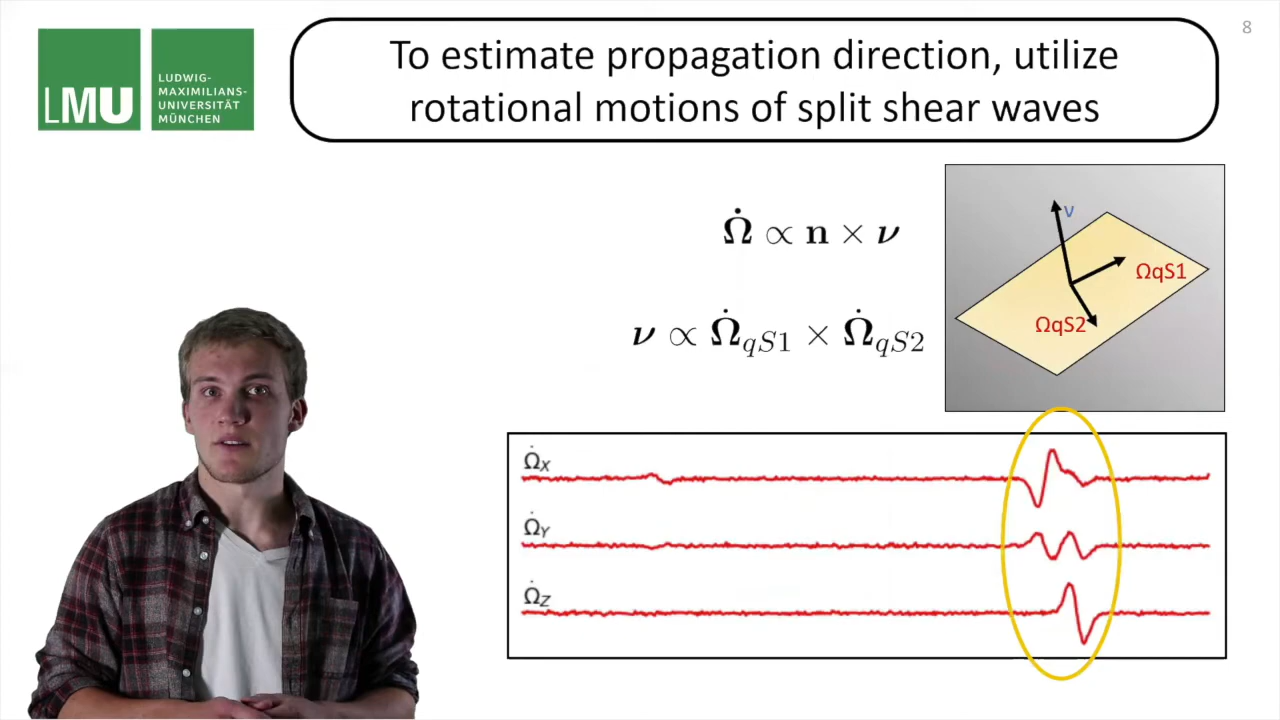 8
LMU
LUDWIG-
MAXIMILIANS-
UNIVERSITÄT
MÜNCHEN
To estimate propagation direction, utilize
rotational motions of split shear waves
Ω̇ ∝ n × ν
ν ∝ Ω̇qS1 × Ω̇qS2
ν
ΩqS1
ΩqS2
Ω̇X
Ω̇Y
Ω̇Z